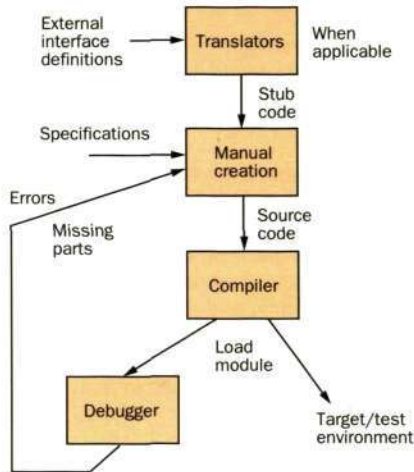 External
interface
definitions
Translators
When
applicable
Stub
code
Specifications
Manual
creation
Errors
Missing
parts
Source
code
Compiler
Load
module
Debugger
Target/test
environment